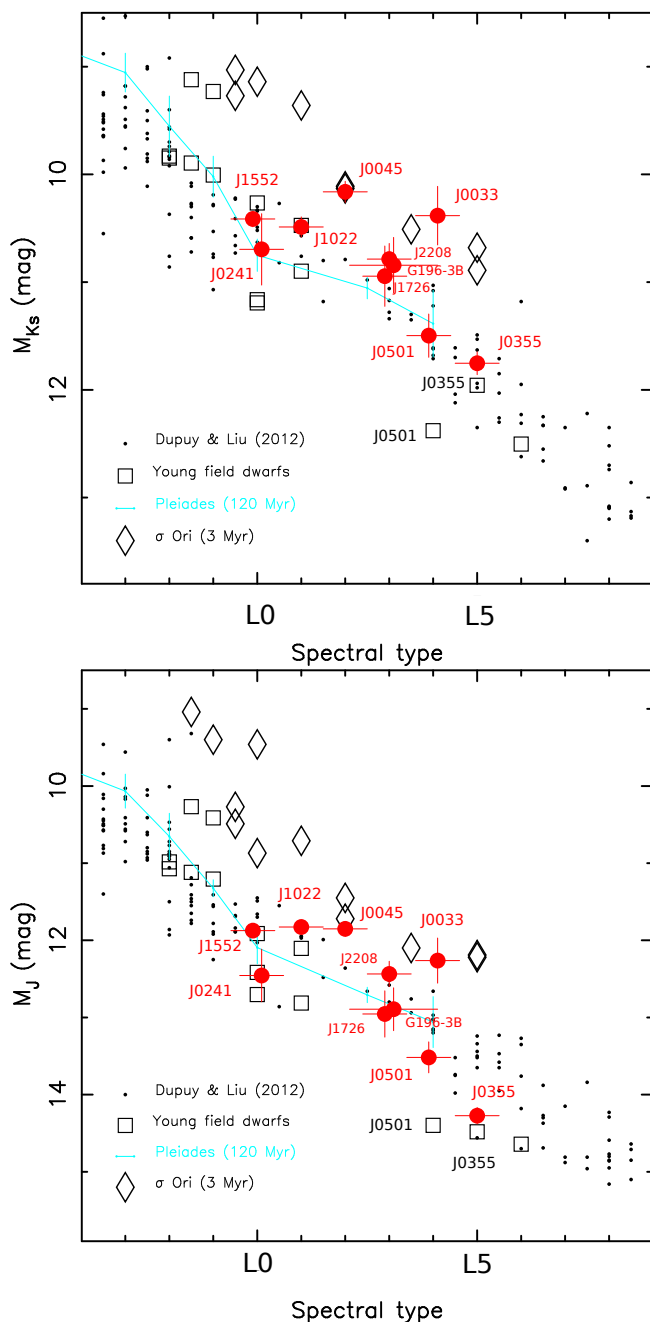 10
12
M_Ks (mag)
J1552
J0045
J0033
J1022
J2208
G196-3B
J0241
J1726
J0501
J0355
J0355
J0501
Dupuy & Liu (2012)
Young field dwarfs
Pleiades (120 Myr)
σ Ori (3 Myr)
L0
L5
Spectral type
10
12
14
M_J (mag)
J1022
J0045
J0033
J1552
J2208
J0241
J1726
G196-3B
J0501
J0355
J0501
J0355
Dupuy & Liu (2012)
Young field dwarfs
Pleiades (120 Myr)
σ Ori (3 Myr)
L0
L5
Spectral type